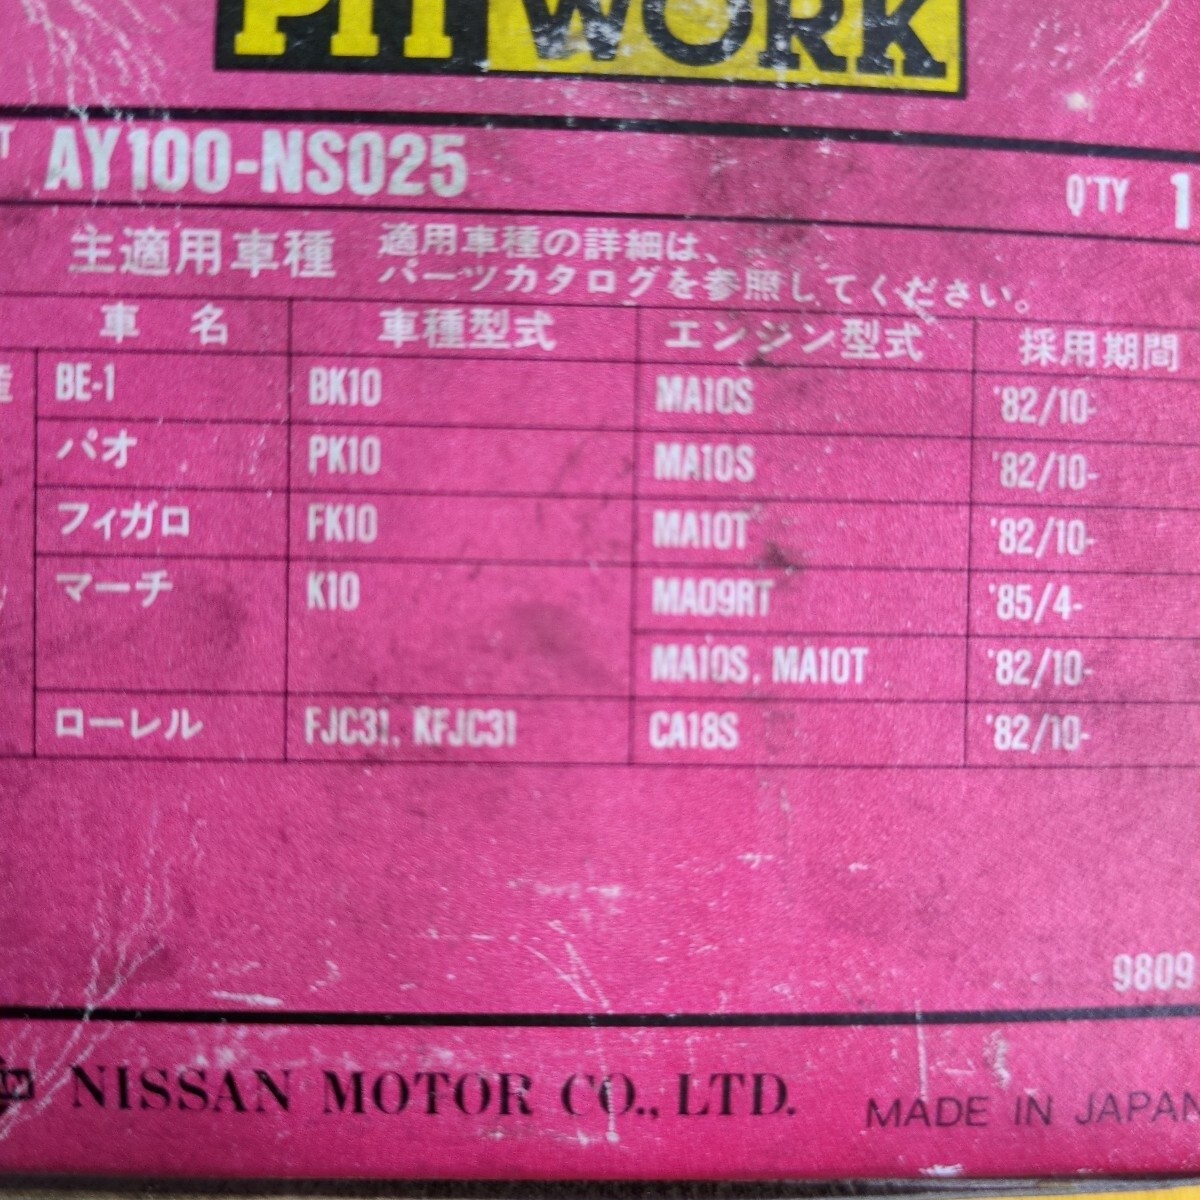 PIT WORK
AY100-NS025
Q'TY 1
主適用車種 適用車種の詳細は、
パーツカタログを参照してください。
車名 車種型式 エンジン型式 採用期間
BE-1 BK10 MA10S '82/10-
パオ PK10 MA10S '82/10-
フィガロ FK10 MA10T '82/10-
マーチ K10 MA09RT '85/4-
MA10S, MA10T '82/10-
ローレル FJC31, KFJC31 CA18S '82/10-
9809
NISSAN MOTOR CO., LTD.
MADE IN JAPAN